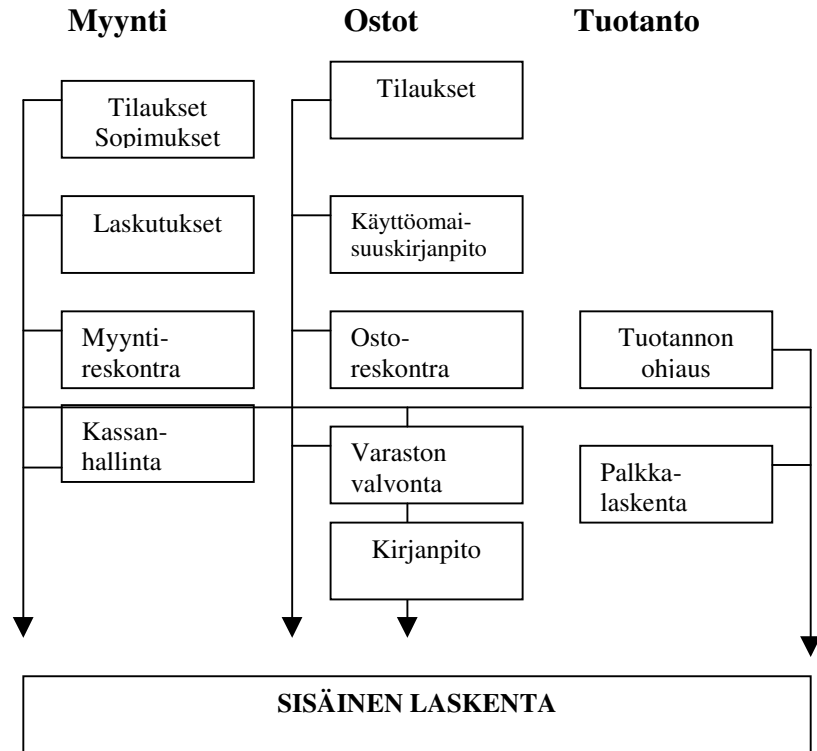 Myynti Ostot Tuotanto
Tilaukset
Sopimukset
Tilaukset
Laskutukset
Käyttöomai-
suuskirjanpito
Myynti-
reskontra
Osto-
reskontra
Tuotannon
ohiaus
Kassan-
hallinta
Varaston
valvonta
Palkka-
laskenta
Kirjanpito
SISÄINEN LASKENTA